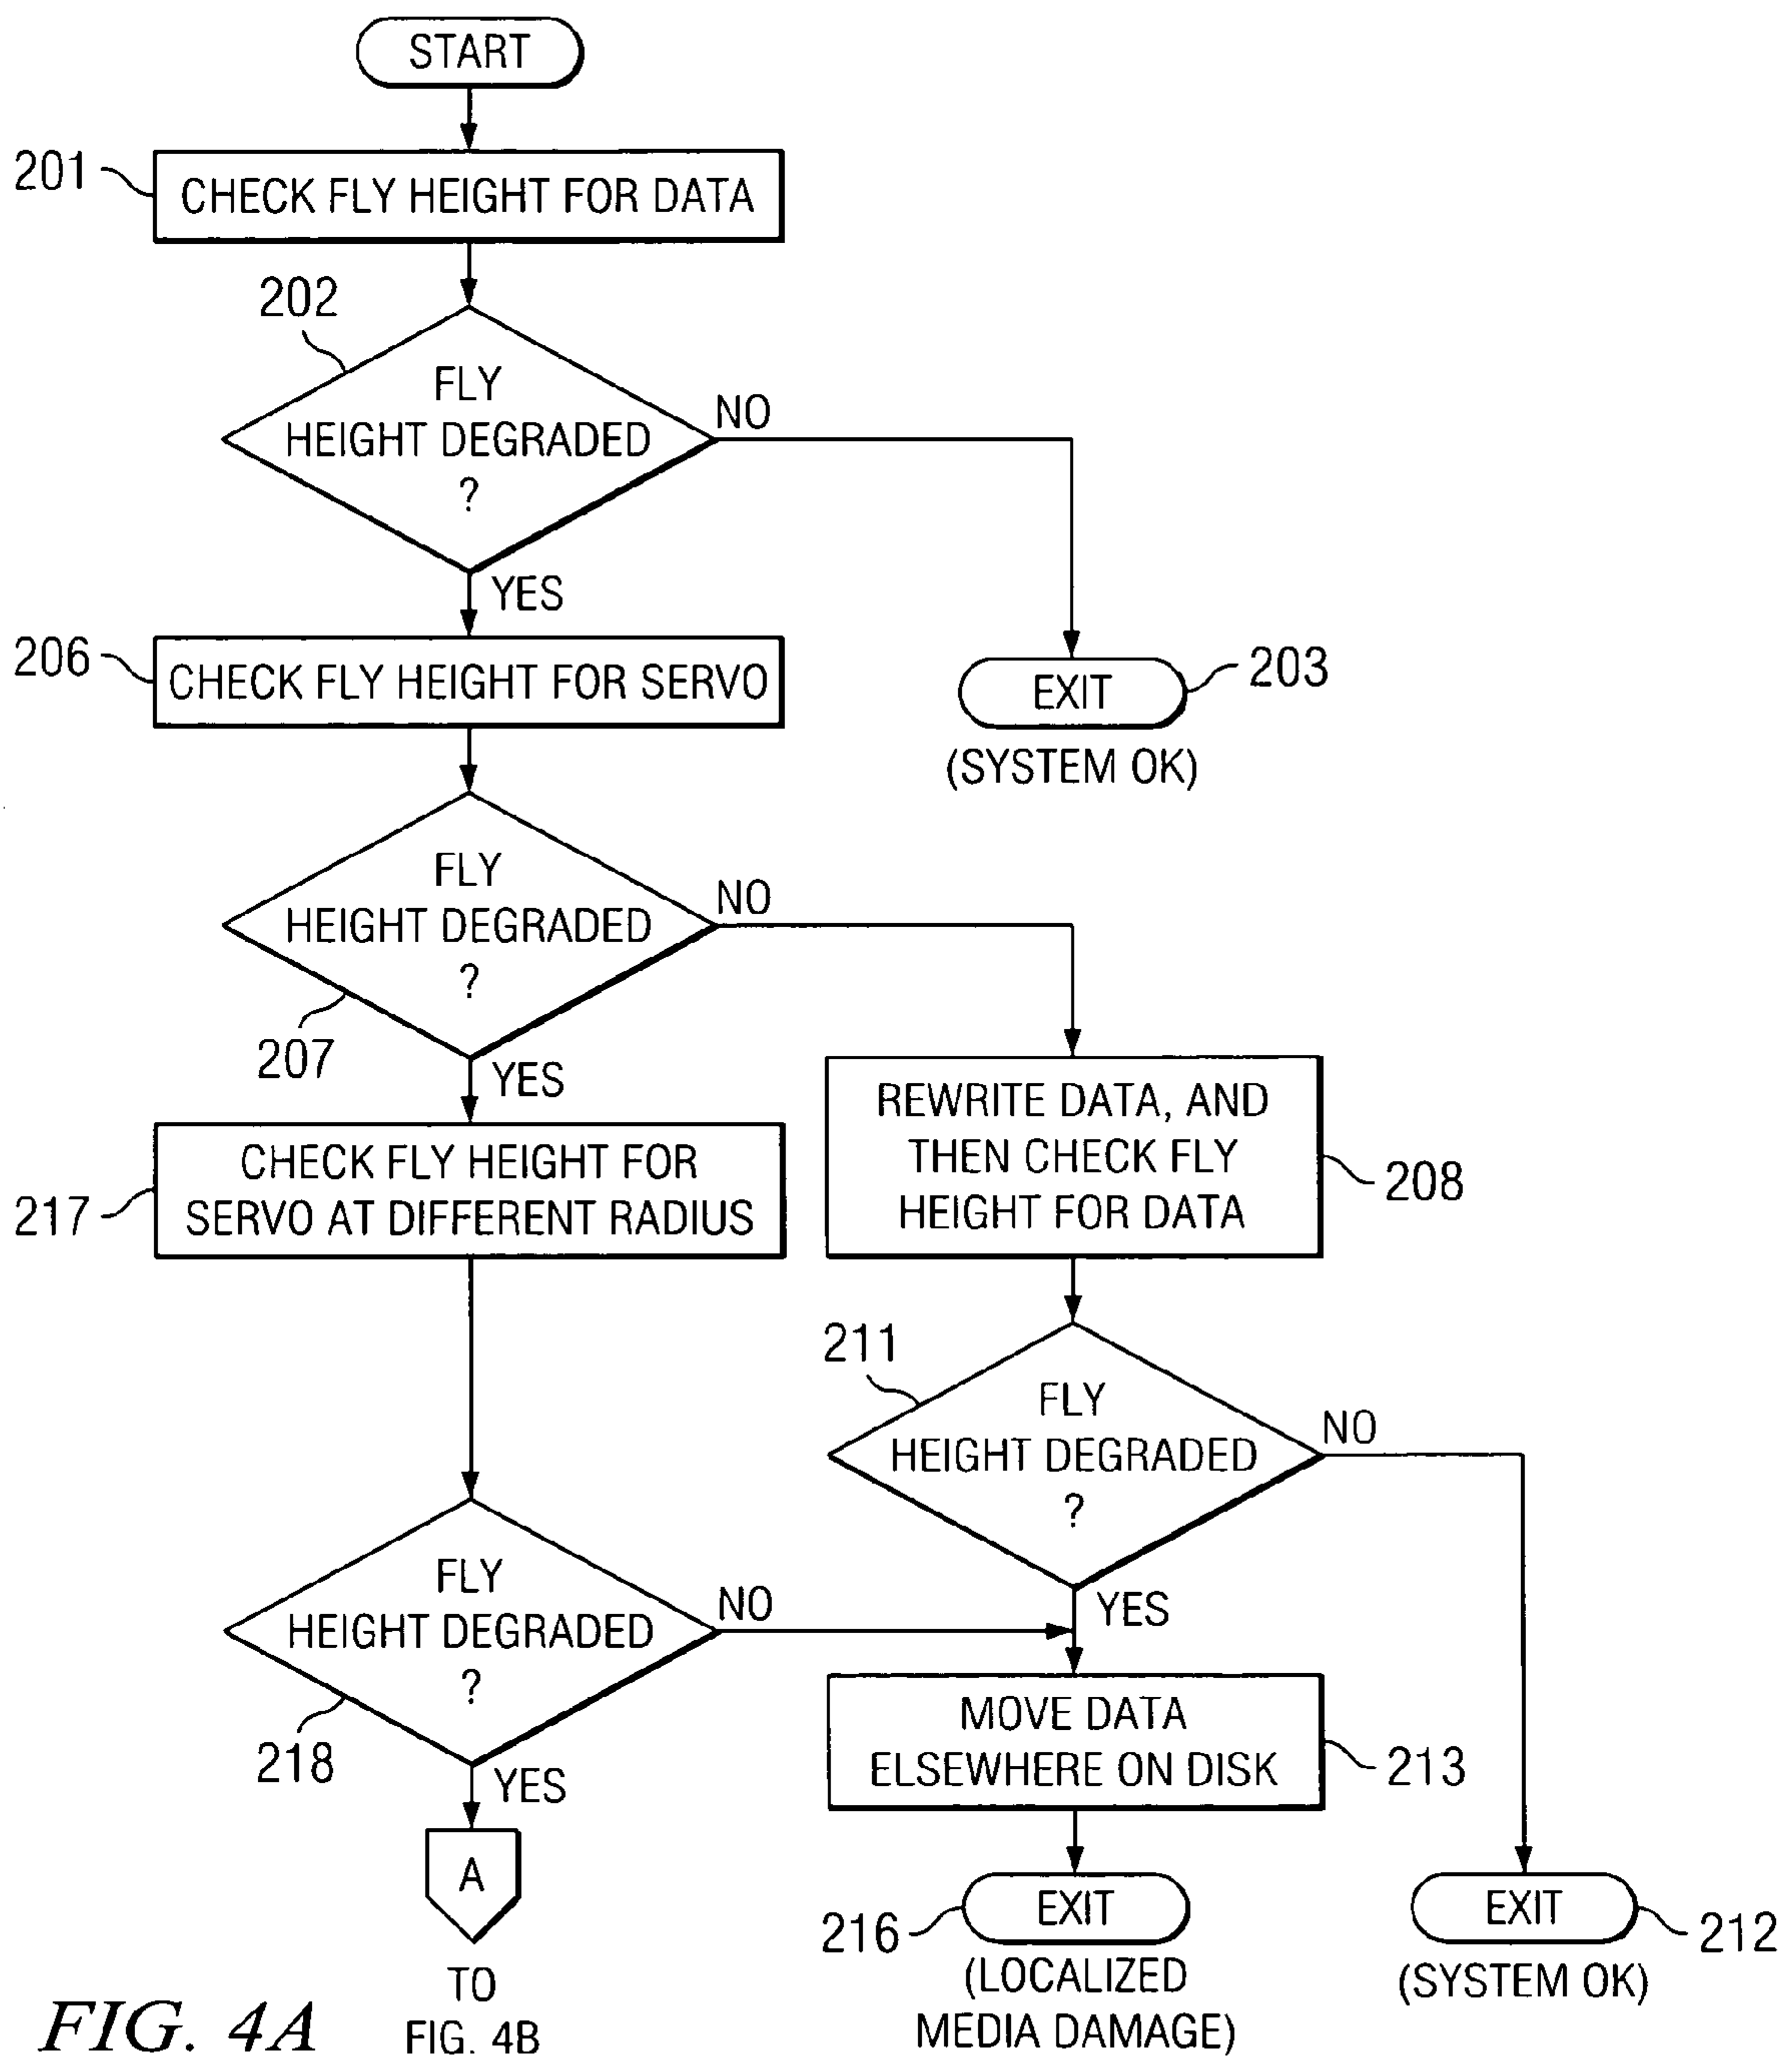 START
201
CHECK FLY HEIGHT FOR DATA
202
FLY
HEIGHT DEGRADED
?
NO
YES
206
CHECK FLY HEIGHT FOR SERVO
EXIT
203
(SYSTEM OK)
FLY
HEIGHT DEGRADED
?
NO
207
YES
217
CHECK FLY HEIGHT FOR
SERVO AT DIFFERENT RADIUS
REWRITE DATA, AND
THEN CHECK FLY
HEIGHT FOR DATA
208
211
FLY
HEIGHT DEGRADED
?
NO
YES
FLY
HEIGHT DEGRADED
?
NO
218
YES
MOVE DATA
ELSEWHERE ON DISK
213
A
TO
FIG. 4B
216
EXIT
(LOCALIZED
MEDIA DAMAGE)
EXIT
212
(SYSTEM OK)
FIG. 4A